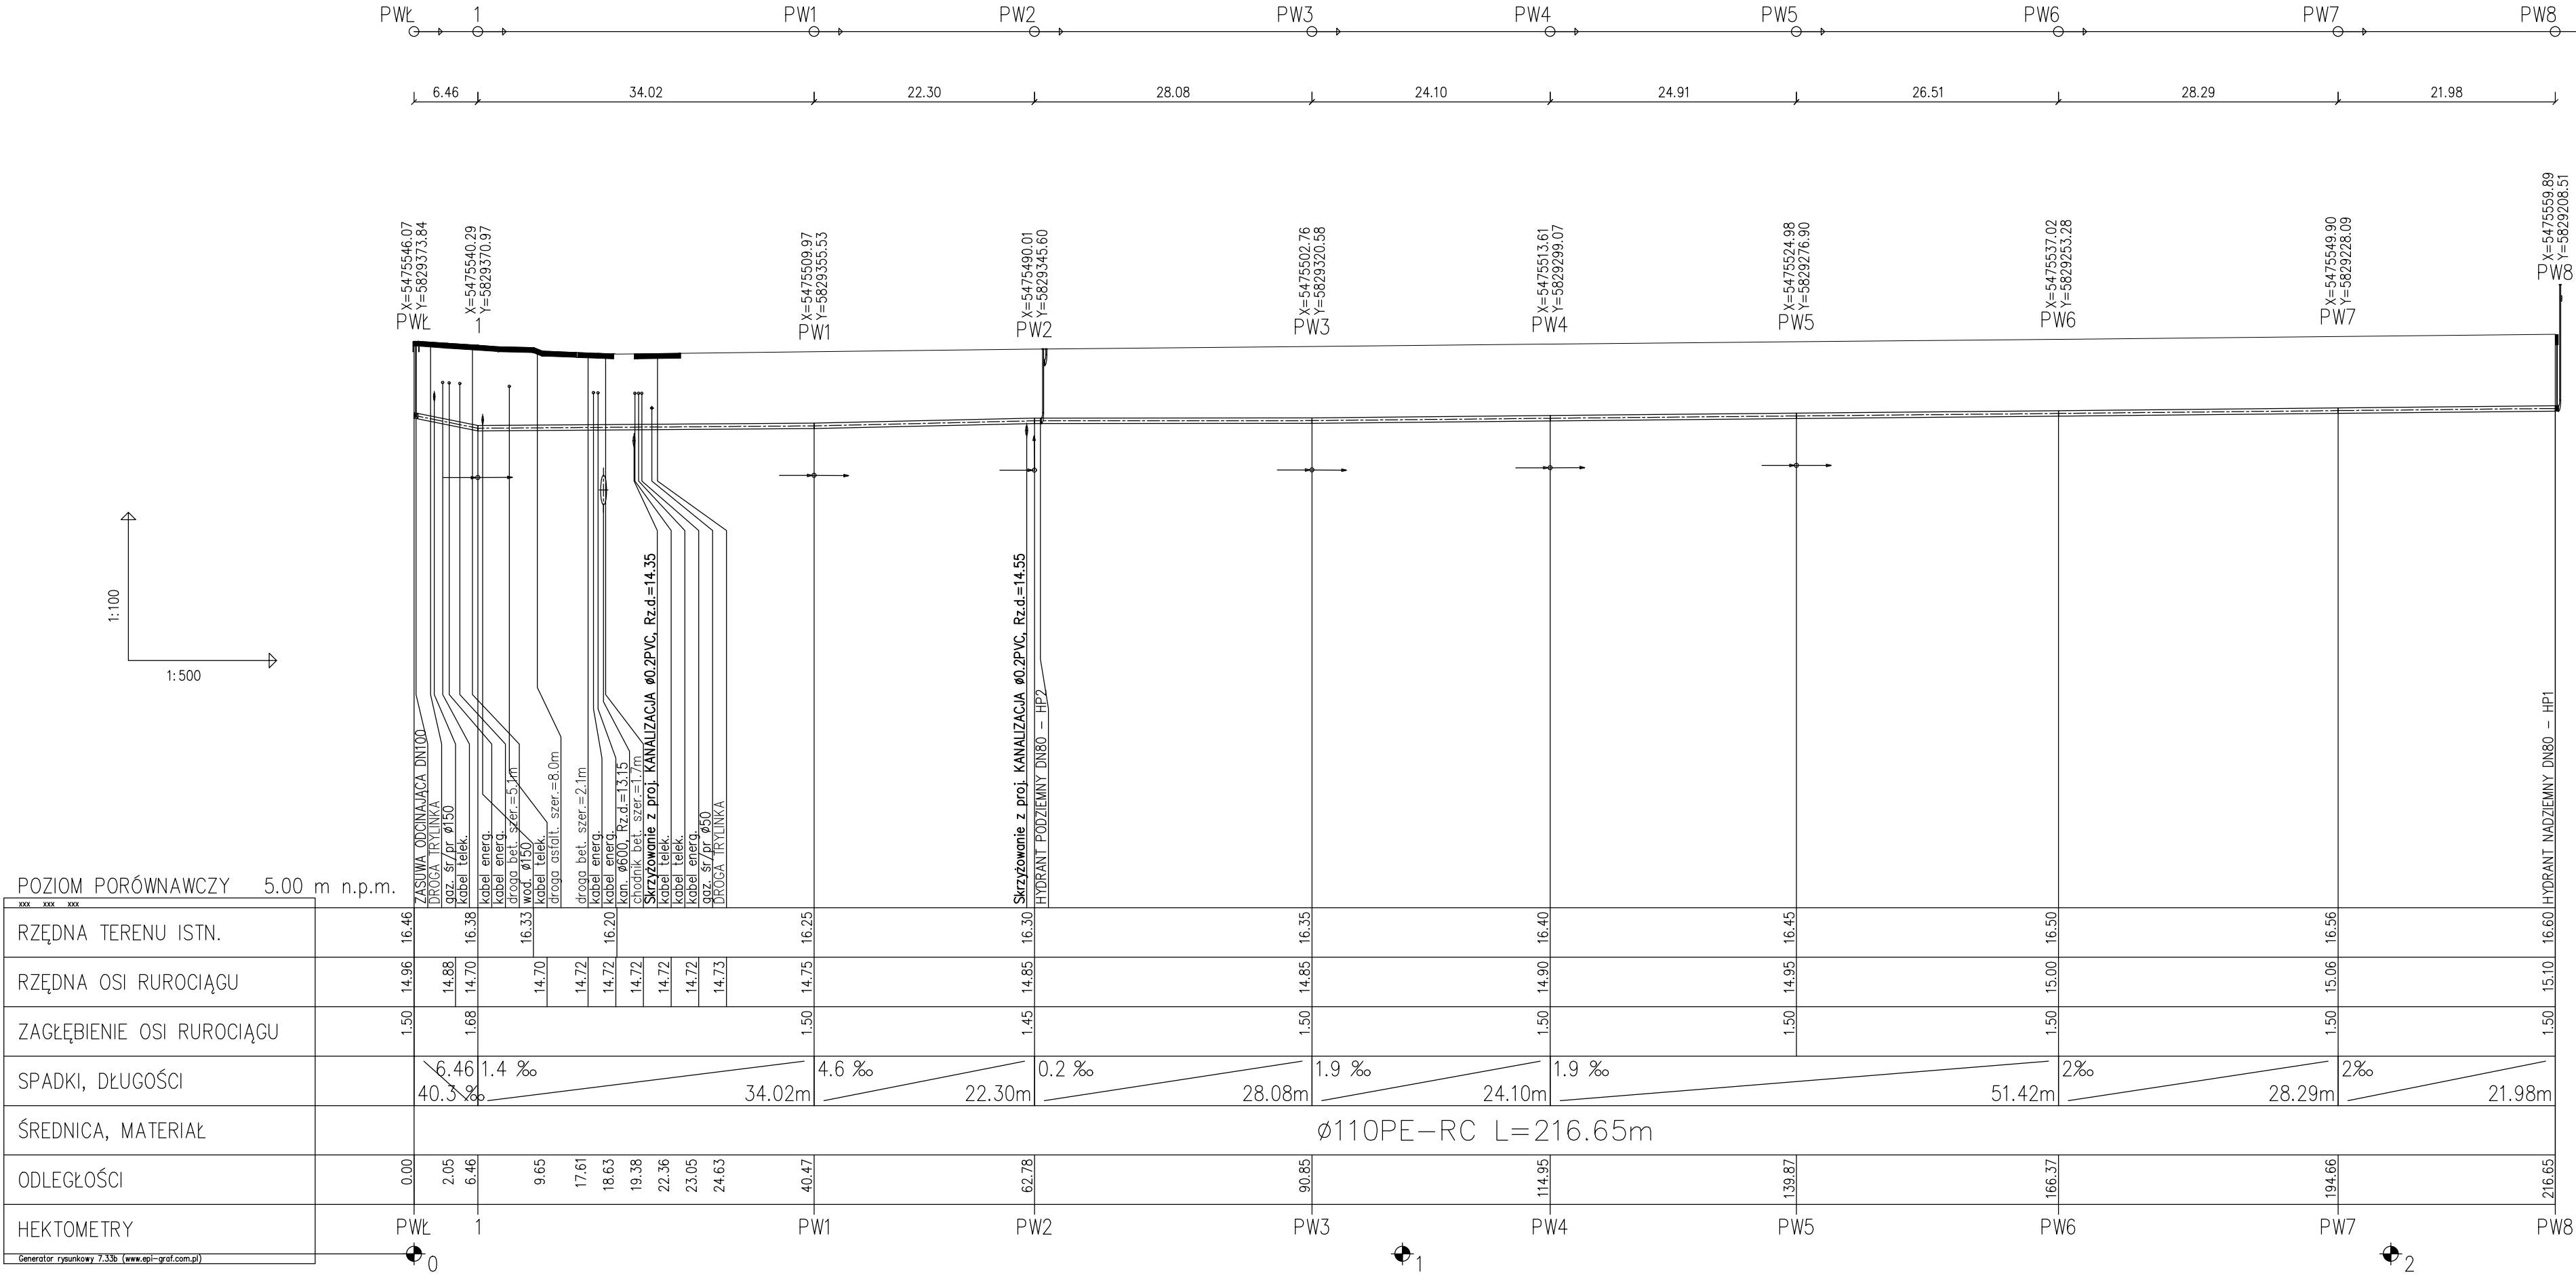 PWŁ 1 PW1 PW2 PW3 PW4 PW5 PW6 PW7 PW8
6.46 34.02 22.30 28.08 24.10 24.91 26.51 28.29 21.98
X=5475546.07
Y=5829373.84
PWŁ
X=5475540.29
Y=5829370.97
1
X=5475509.97
Y=5829355.53
PW1
X=5475490.01
Y=5829345.60
PW2
X=5475502.76
Y=5829320.58
PW3
X=5475513.61
Y=5829299.07
PW4
X=5475524.98
Y=5829276.90
PW5
X=5475537.02
Y=5829253.28
PW6
X=5475549.90
Y=5829228.09
PW7
X=5475559.89
Y=5829208.51
PW8
1:100
1:500
ZASUWA ODCINAJĄCA DN100
DROGA TRYLINKA
gaz. śr/pr ø150
kabel telek.
kabel energ.
kabel energ.
droga bet. szer.=5.1m
wod. ø150
kabel telek.
droga asfalt. szer.=8.0m
droga bet. szer.=2.1m
kabel energ.
kabel energ.
kan. ø600, Rz.d.=13.15
chodnik bet. szer.=1.7m
Skrzyżowanie z proj. KANALIZACJA ø0.2PVC, Rz.d.=14.35
kabel telek.
kabel telek.
kabel energ.
gaz. śr/pr ø50
DROGA TRYLINKA
Skrzyżowanie z proj. KANALIZACJA ø0.2PVC, Rz.d.=14.55
HYDRANT PODZIEMNY DN80 - HP2
HYDRANT NADZIEMNY DN80 - HP1
POZIOM PORÓWNAWCZY 5.00 m n.p.m.
xxx xxx xxx
RZĘDNA TERENU ISTN. 16.46 16.38 16.33 16.20 16.25 16.30 16.35 16.40 16.45 16.50 16.56 16.60
RZĘDNA OSI RUROCIĄGU 14.96 14.88 14.70 14.70 14.72 14.72 14.72 14.72 14.72 14.73 14.75 14.85 14.85 14.90 14.95 15.00 15.06 15.10
ZAGŁĘBIENIE OSI RUROCIĄGU 1.50 1.68 1.50 1.45 1.50 1.50 1.50 1.50 1.50 1.50
SPADKI, DŁUGOŚCI
6.46 1.4 ‰ 4.6 ‰ 0.2 ‰ 1.9 ‰ 1.9 ‰ 2‰ 2‰
40.3 ‰ 34.02m 22.30m 28.08m 24.10m 51.42m 28.29m 21.98m
ŚREDNICA, MATERIAŁ ø110PE-RC L=216.65m
ODLEGŁOŚCI 0.00 2.05 6.46 9.65 17.61 18.63 19.38 22.36 23.05 24.63 40.47 62.78 90.85 114.95 139.87 166.37 194.66 216.65
HEKTOMETRY PWŁ 1 PW1 PW2 PW3 PW4 PW5 PW6 PW7 PW8
Generator rysunkowy 7.33b (www.epi-graf.com.pl)
0 1 2